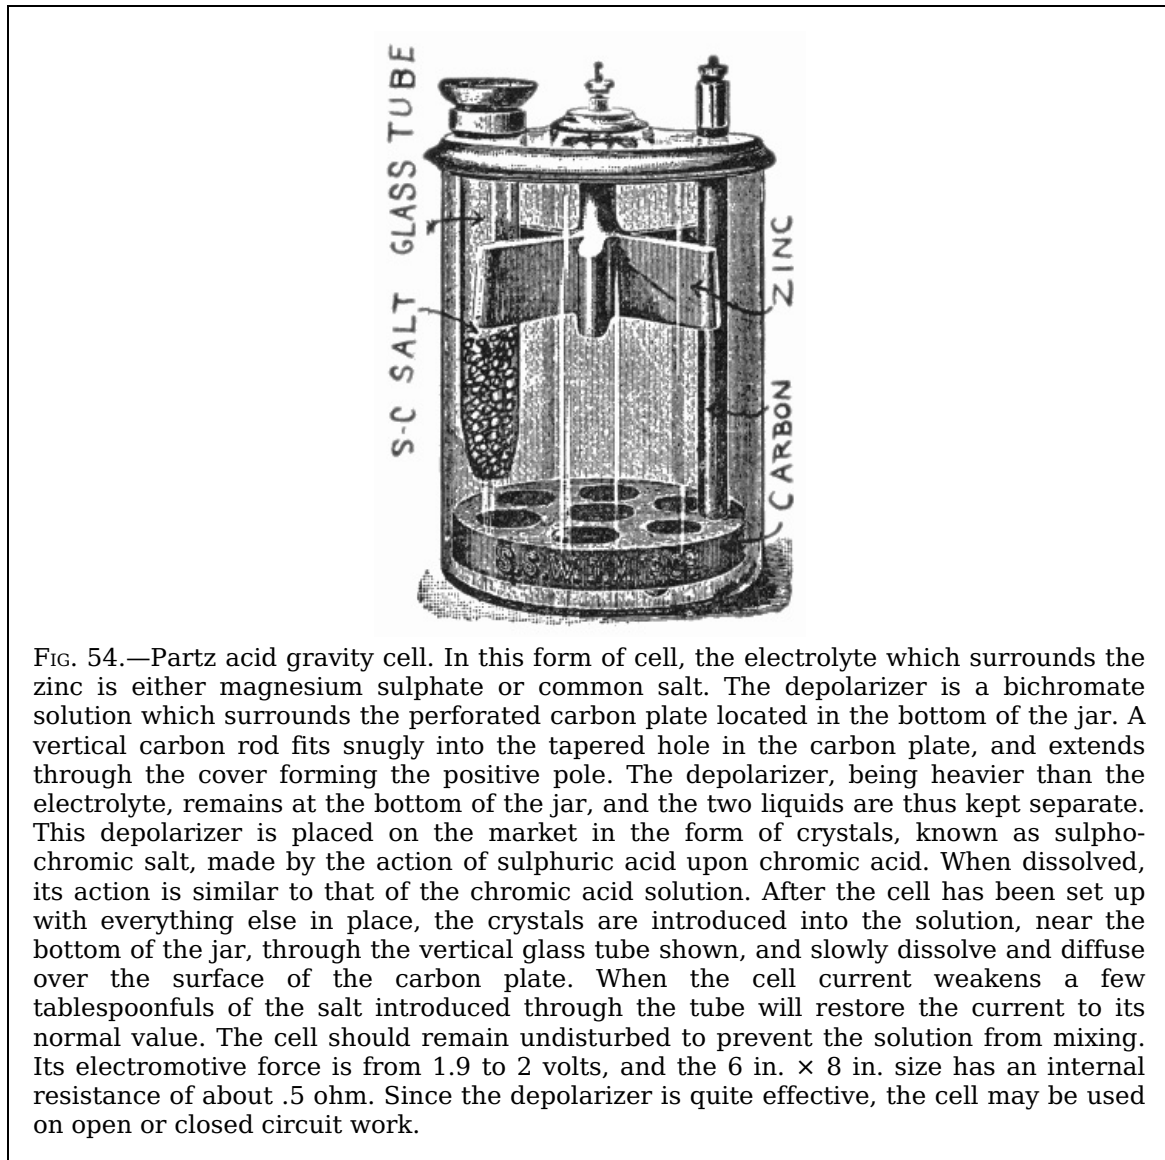 GLASS TUBE
S-C SALT
ZINC
CARBON
FIG. 54.—Partz acid gravity cell. In this form of cell, the electrolyte which surrounds the
zinc is either magnesium sulphate or common salt. The depolarizer is a bichromate
solution which surrounds the perforated carbon plate located in the bottom of the jar. A
vertical carbon rod fits snugly into the tapered hole in the carbon plate, and extends
through the cover forming the positive pole. The depolarizer, being heavier than the
electrolyte, remains at the bottom of the jar, and the two liquids are thus kept separate.
This depolarizer is placed on the market in the form of crystals, known as sulpho-
chromic salt, made by the action of sulphuric acid upon chromic acid. When dissolved,
its action is similar to that of the chromic acid solution. After the cell has been set up
with everything else in place, the crystals are introduced into the solution, near the
bottom of the jar, through the vertical glass tube shown, and slowly dissolve and diffuse
over the surface of the carbon plate. When the cell current weakens a few
tablespoonfuls of the salt introduced through the tube will restore the current to its
normal value. The cell should remain undisturbed to prevent the solution from mixing.
Its electromotive force is from 1.9 to 2 volts, and the 6 in. × 8 in. size has an internal
resistance of about .5 ohm. Since the depolarizer is quite effective, the cell may be used
on open or closed circuit work.